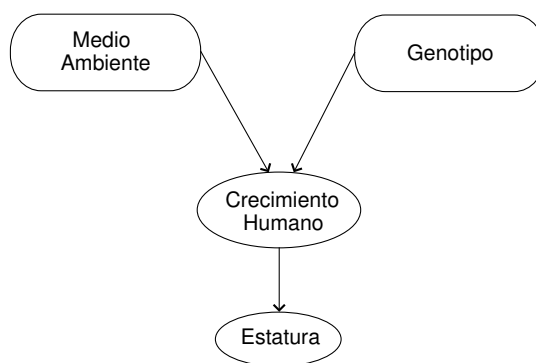 Medio
Ambiente
Genotipo
Crecimiento
Humano
Estatura